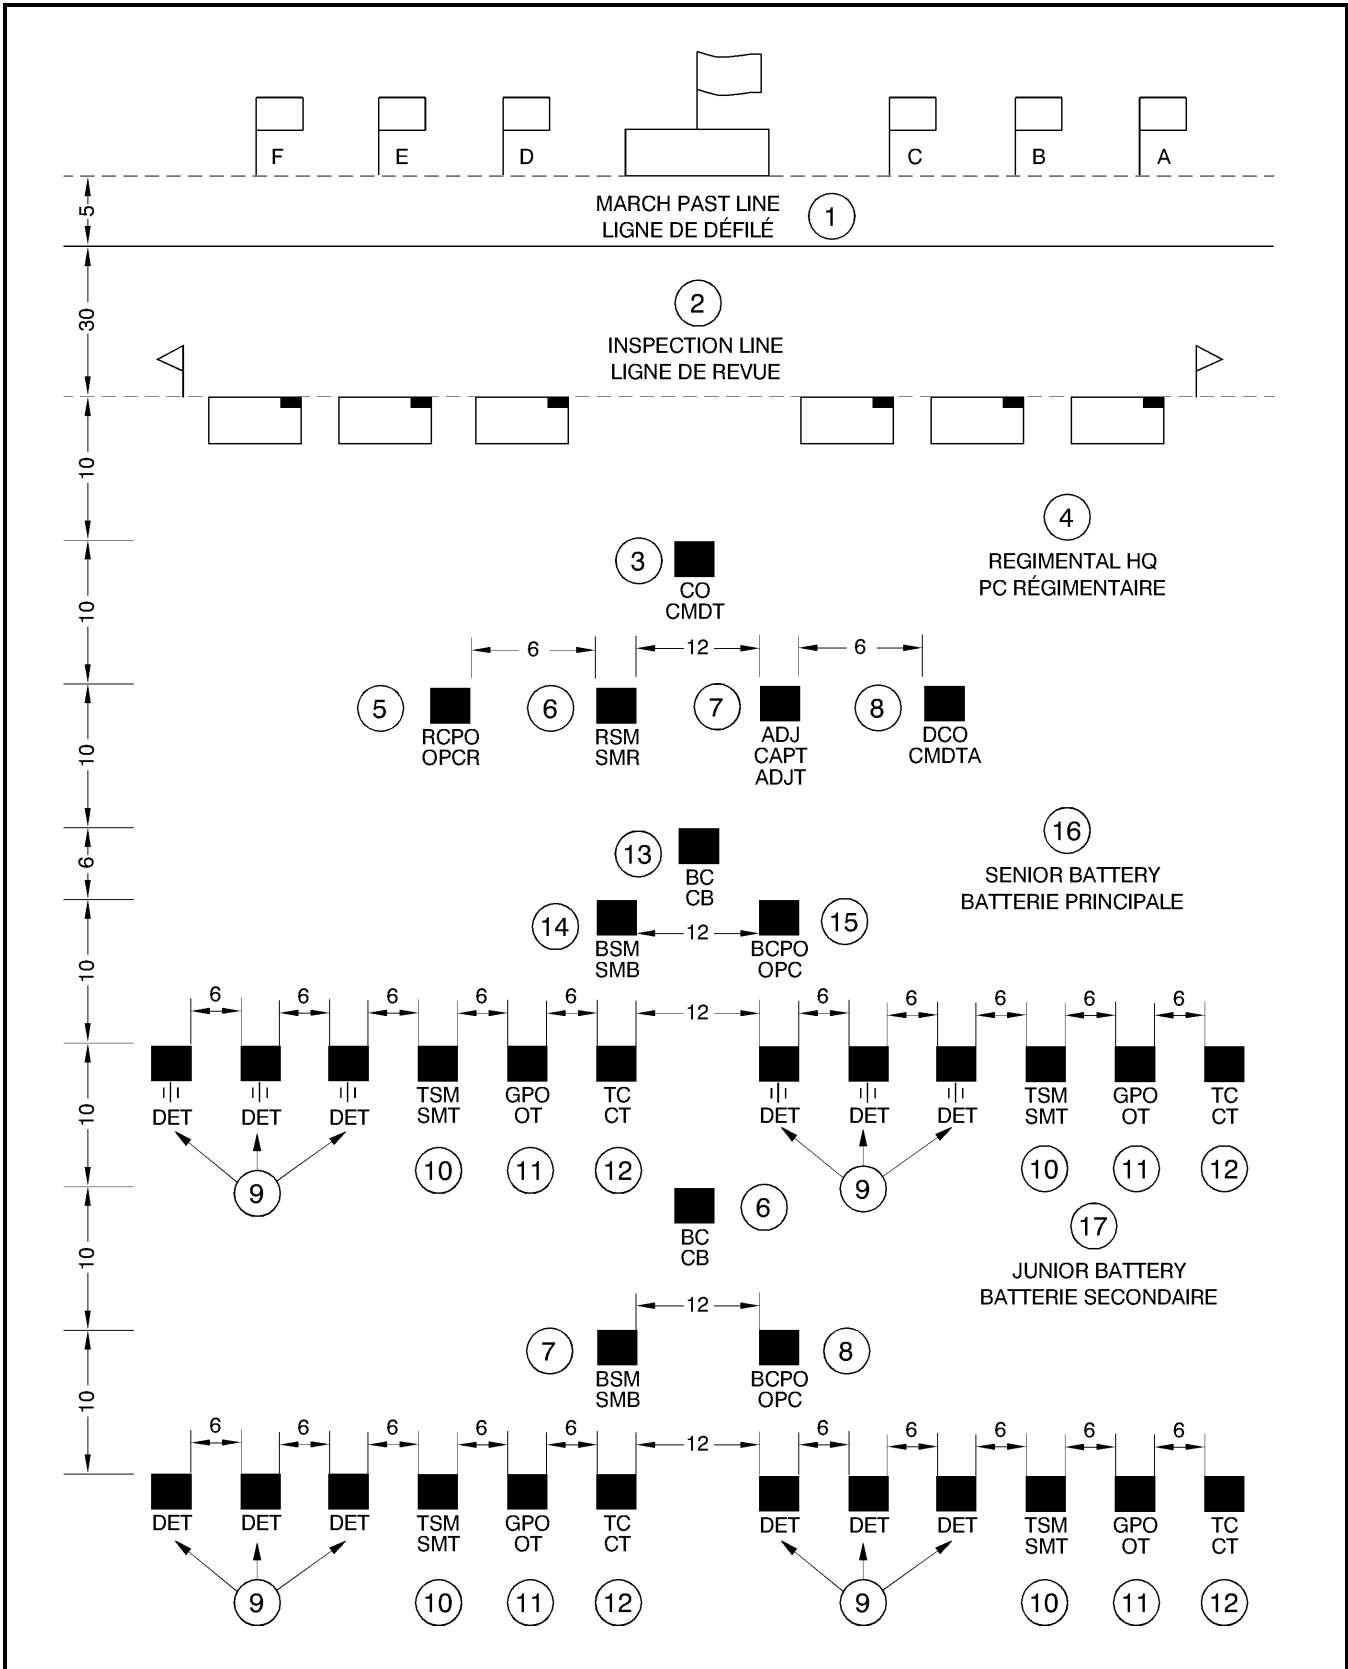 F E D C B A
5
MARCH PAST LINE
LIGNE DE DÉFILÉ
1
30
2
INSPECTION LINE
LIGNE DE REVUE
10
4
REGIMENTAL HQ
PC RÉGIMENTAIRE
3
CO
CMDT
10
6 12 6
5 6 7 8
RCPO RSM ADJ DCO
OPCR SMR CAPT CMDTA
ADJT
10
16
SENIOR BATTERY
BATTERIE PRINCIPALE
6
13
BC
CB
14 12 15
BSM BCPO
SMB OPC
10
6 6 6 6 6 12 6 6 6 6 6
DET DET DET TSM GPO TC DET DET DET TSM GPO TC
SMT OT CT SMT OT CT
10
9 10 11 12 9 10 11 12
6
BC
CB
17
JUNIOR BATTERY
BATTERIE SECONDAIRE
10
12
7 8
BSM BCPO
SMB OPC
10
6 6 6 6 6 12 6 6 6 6 6
DET DET DET TSM GPO TC DET DET DET TSM GPO TC
SMT OT CT SMT OT CT
9 10 11 12 9 10 11 12